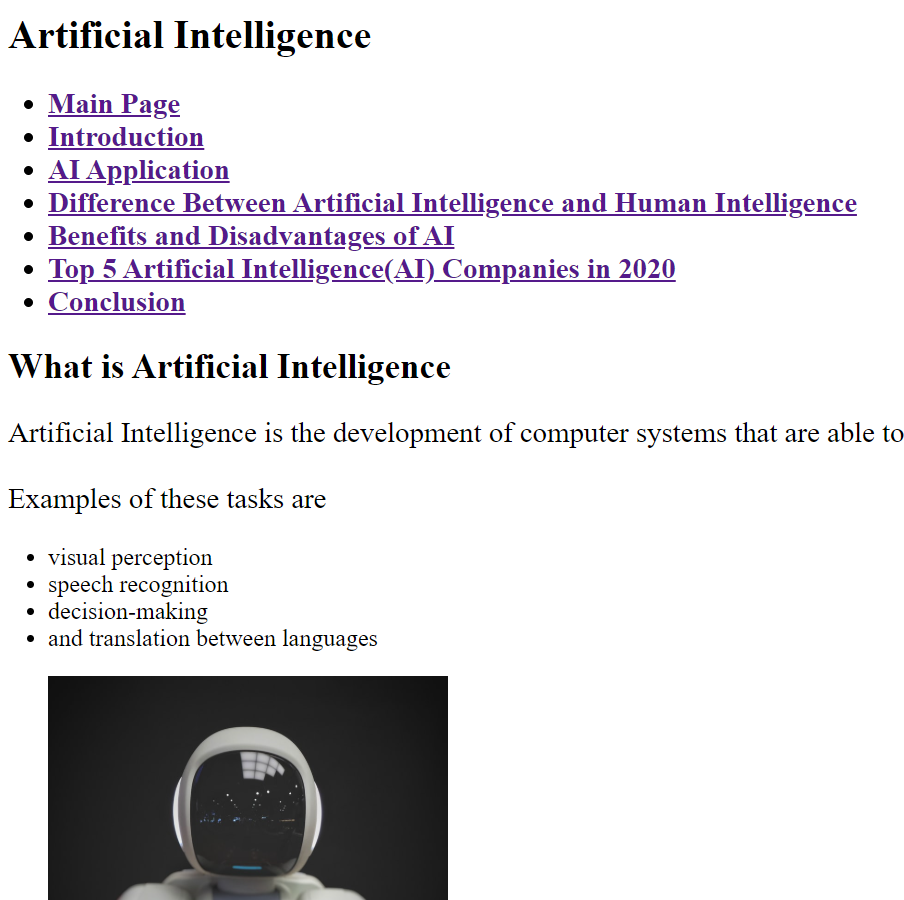 Artificial Intelligence
Main Page
Introduction
AI Application
Difference Between Artificial Intelligence and Human Intelligence
Benefits and Disadvantages of AI
Top 5 Artificial Intelligence(AI) Companies in 2020
Conclusion
What is Artificial Intelligence
Artificial Intelligence is the development of computer systems that are able to
Examples of these tasks are
visual perception
speech recognition
decision-making
and translation between languages